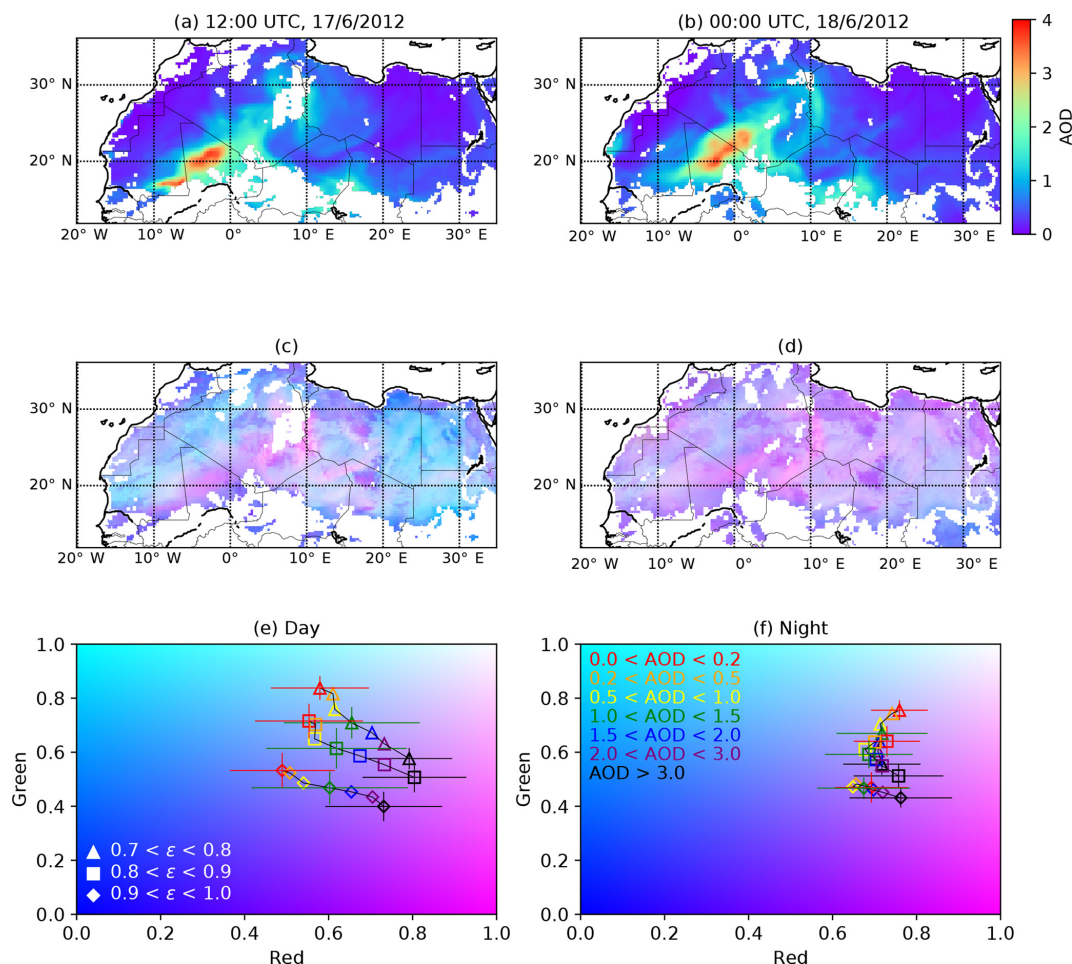 (a) 12:00 UTC, 17/6/2012
(b) 00:00 UTC, 18/6/2012
30° N
20° N
20° W
10° W
0°
10° E
20° E
30° E
30° N
20° N
20° W
10° W
0°
10° E
20° E
30° E
4
3
2
1
0
AOD
(c)
(d)
30° N
20° N
20° W
10° W
0°
10° E
20° E
30° E
30° N
20° N
20° W
10° W
0°
10° E
20° E
30° E
(e) Day
1.0
0.8
0.6
0.4
0.2
0.0
Green
0.7 < ε < 0.8
0.8 < ε < 0.9
0.9 < ε < 1.0
0.0
0.2
0.4
0.6
0.8
1.0
Red
(f) Night
1.0
0.8
0.6
0.4
0.2
0.0
Green
0.0 < AOD < 0.2
0.2 < AOD < 0.5
0.5 < AOD < 1.0
1.0 < AOD < 1.5
1.5 < AOD < 2.0
2.0 < AOD < 3.0
AOD > 3.0
0.0
0.2
0.4
0.6
0.8
1.0
Red